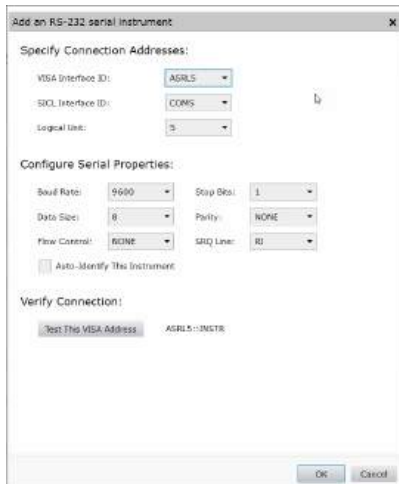 Add an RS-232 serial instrument
Specify Connection Addresses:
VISA Interface ID: ASRL5
SICL Interface ID: COM5
Logical Unit: 5
Configure Serial Properties:
Baud Rate: 9600 Stop Bits: 1
Data Size: 8 Parity: NONE
Flow Control: NONE SRQ Line: RI
Auto-Identify This Instrument
Verify Connection:
Test This VISA Address ASRL5::INSTR
OK Cancel